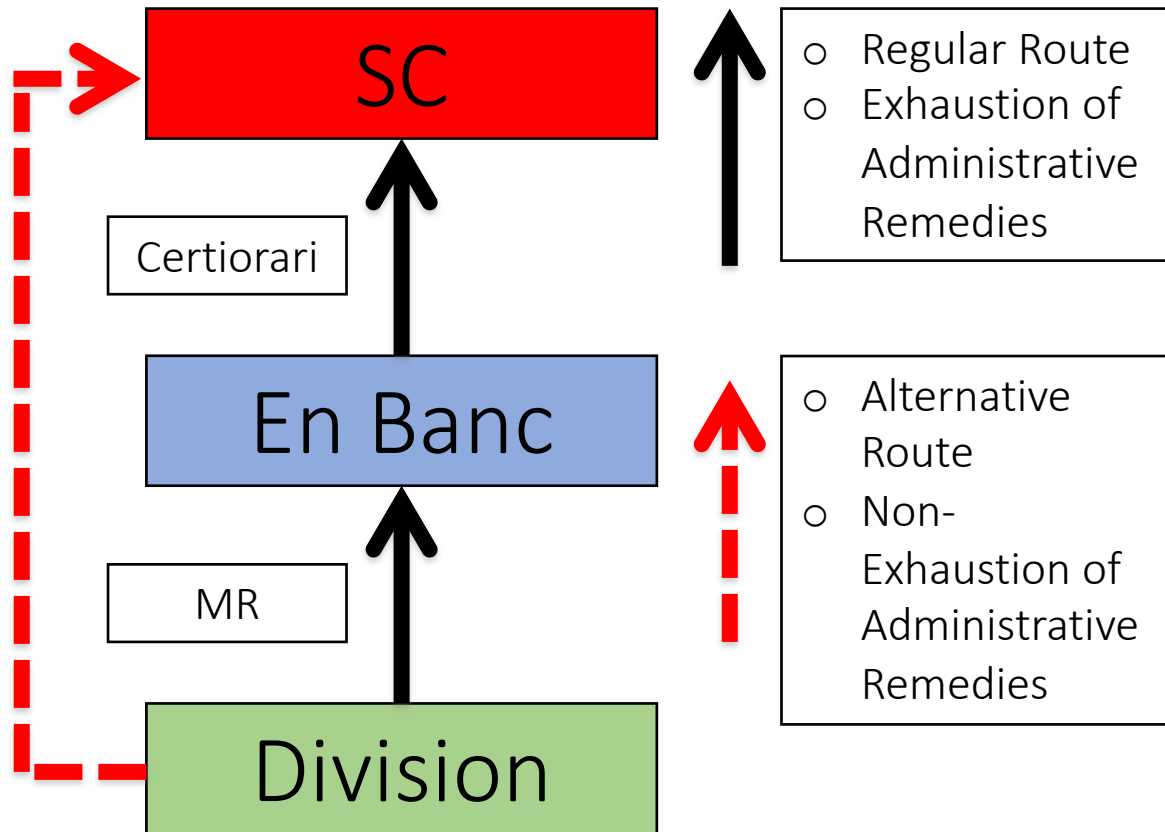 SC
Certiorari
En Banc
MR
Division
○ Regular Route
○ Exhaustion of
Administrative
Remedies
○ Alternative
Route
○ Non-
Exhaustion of
Administrative
Remedies